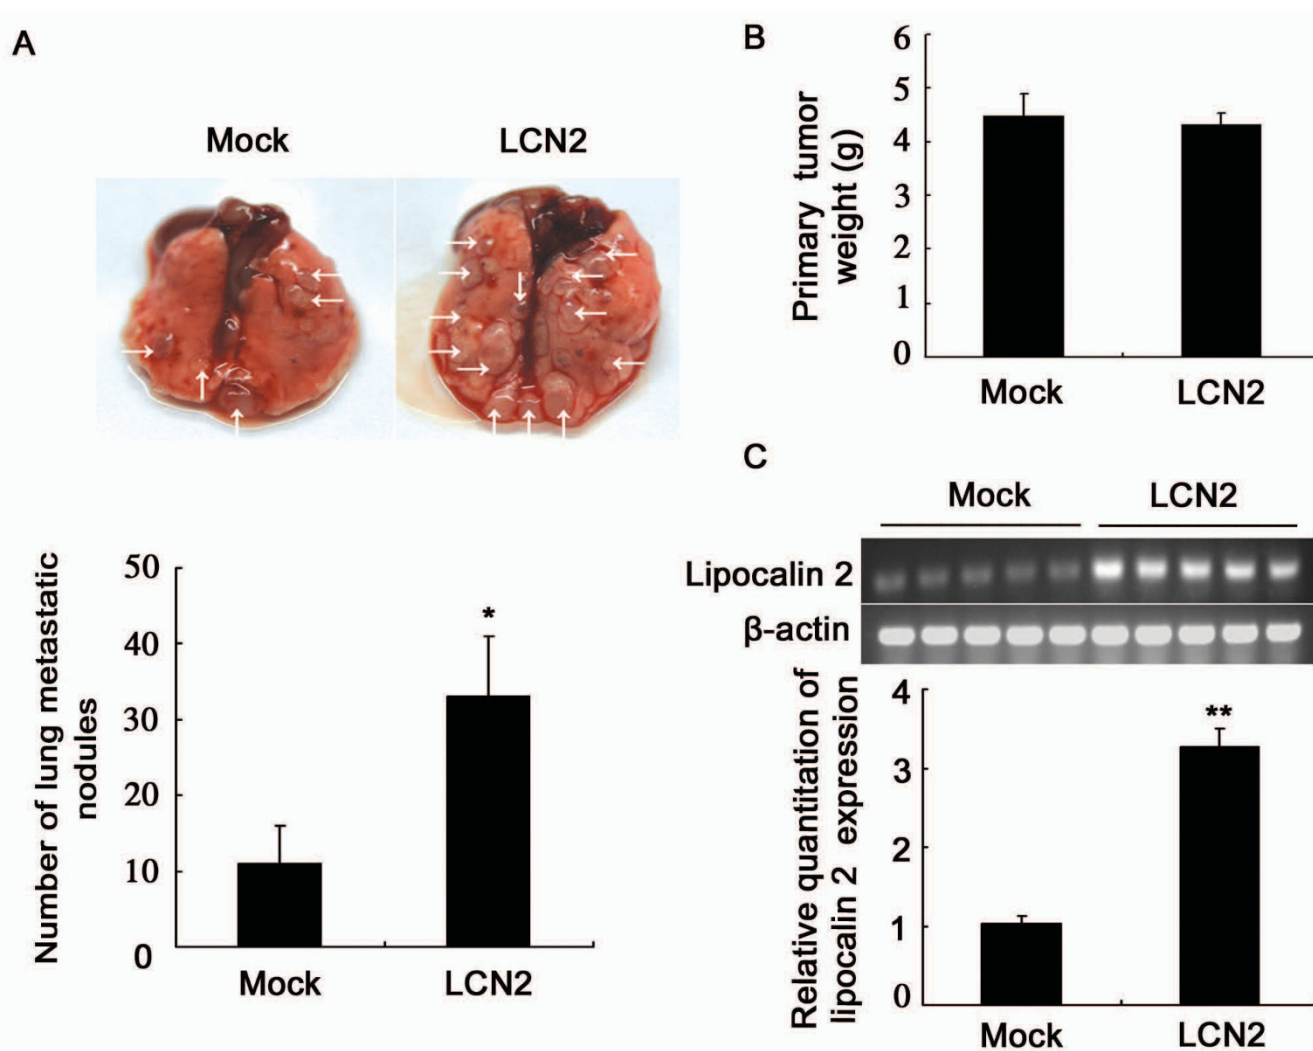 A
Mock
LCN2
Number of lung metastatic
nodules
50
40
30
20
10
0
*
Mock
LCN2
B
Primary tumor
weight (g)
6
5
4
3
2
1
0
Mock
LCN2
C
Mock
LCN2
Lipocalin 2
β-actin
Relative quantitation of
lipocalin 2 expression
4
3
2
1
0
**
Mock
LCN2